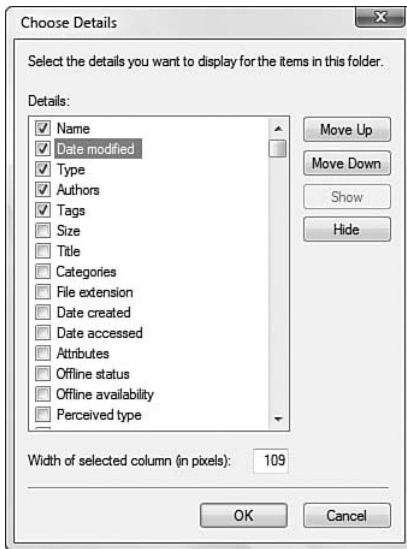 Choose Details
Select the details you want to display for the items in this folder.
Details:
Name
Date modified
Type
Authors
Tags
Size
Title
Categories
File extension
Date created
Date accessed
Attributes
Offline status
Offline availability
Perceived type
Move Up
Move Down
Show
Hide
Width of selected column (in pixels): 109
OK Cancel